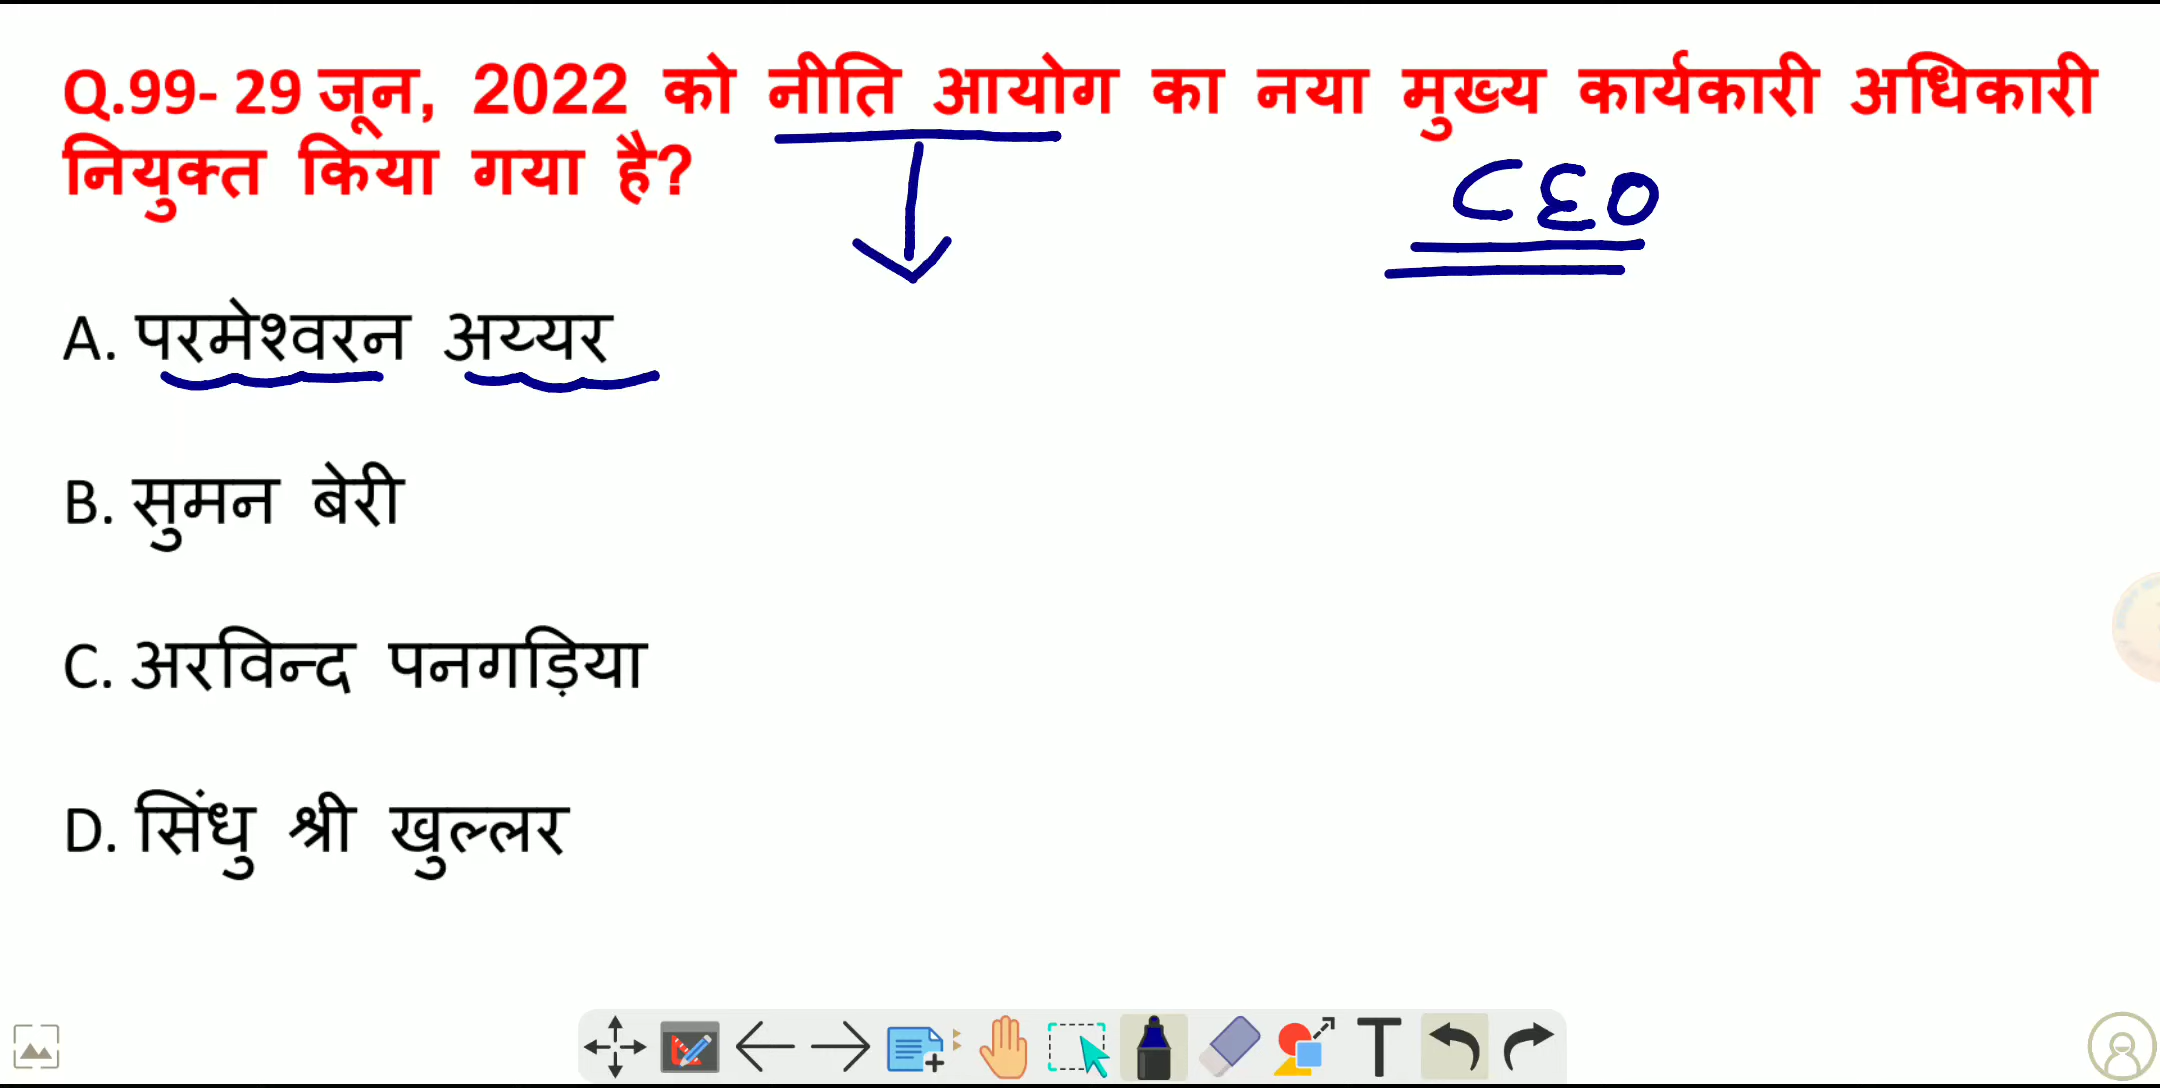 Q.99- 29 जून, 2022 को नीति आयोग का नया मुख्य कार्यकारी अधिकारी
नियुक्त किया गया है?
CEO
A. परमेश्वरन अय्यर
B. सुमन बेरी
C. अरविन्द पनगड़िया
D. सिंधु श्री खुल्लर